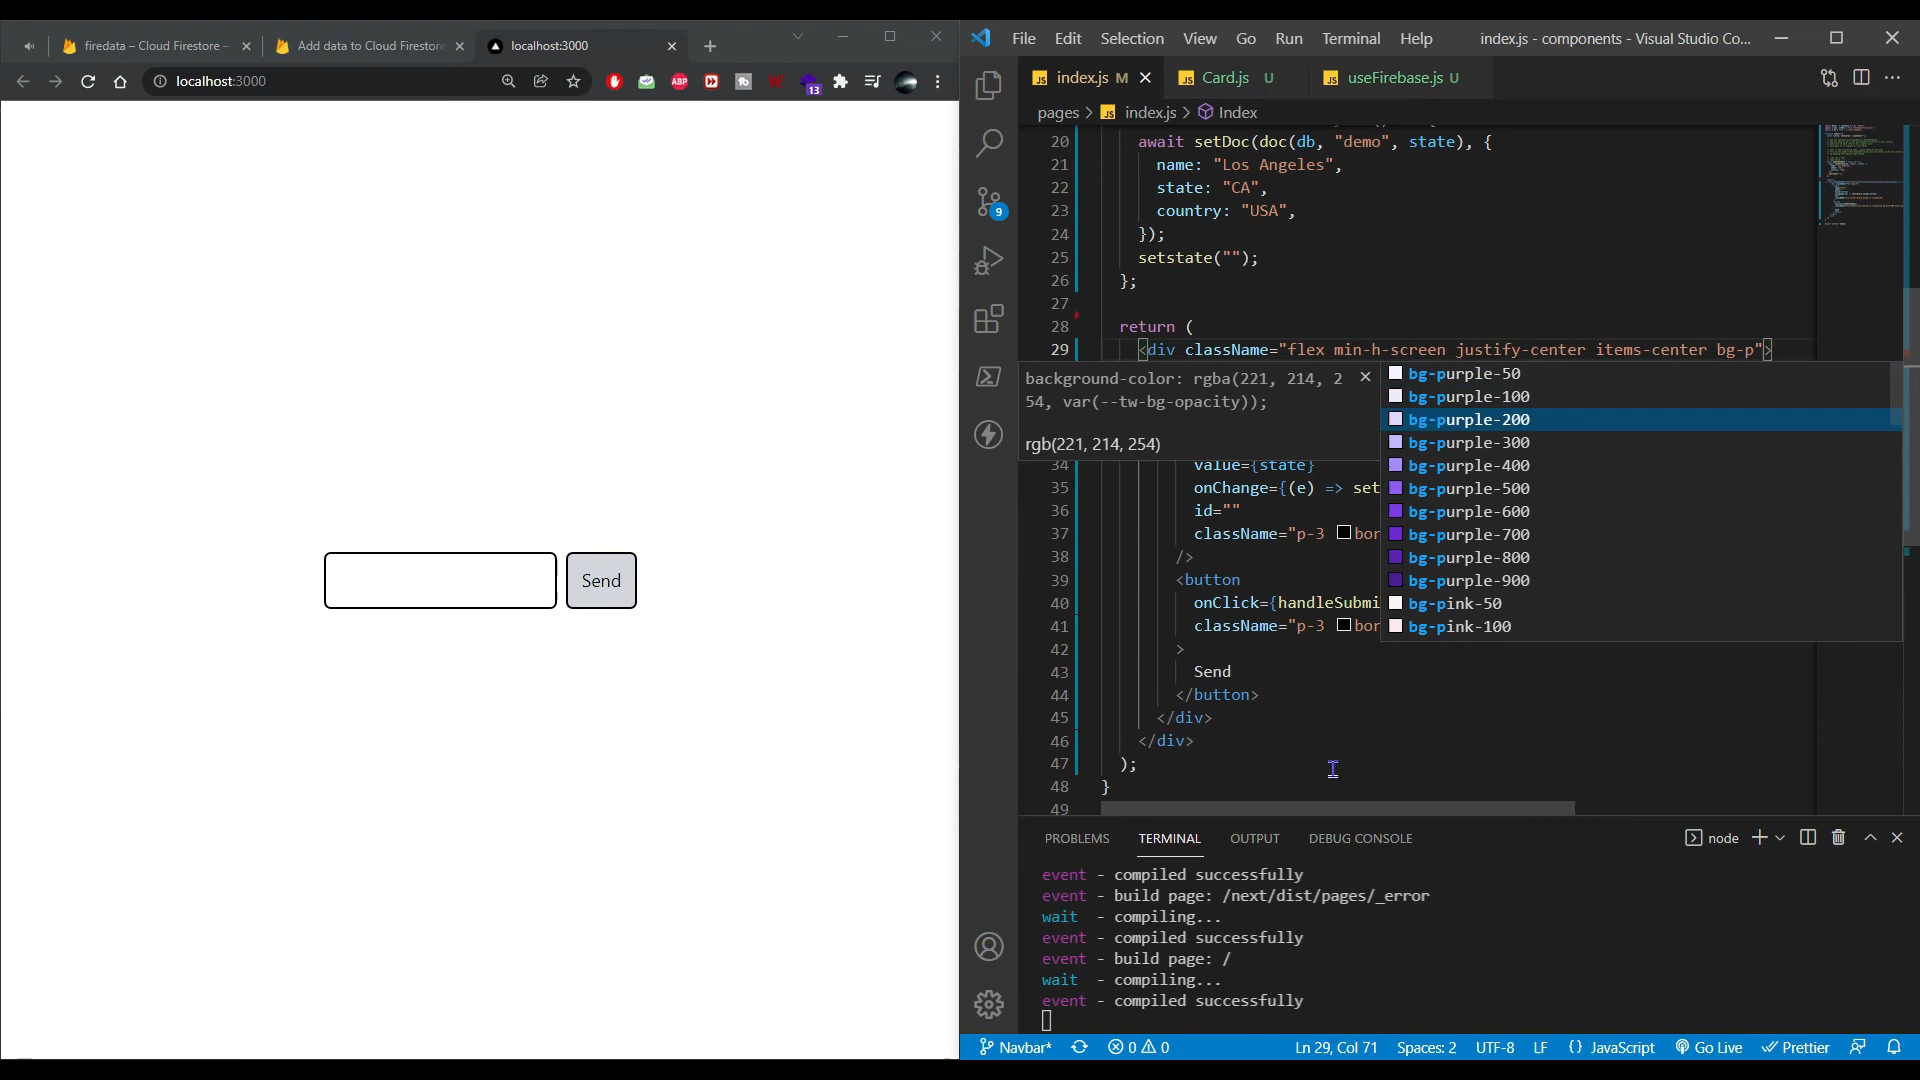 firedata – Cloud Firestore –
Add data to Cloud Firestore
localhost:3000
localhost:3000
ABP
13
File Edit Selection View Go Run Terminal Help
index.js - components - Visual Studio Co...
JS index.js M
JS Card.js U
JS useFirebase.js U
pages > JS index.js > Index
20 await setDoc(doc(db, "demo", state), {
21 name: "Los Angeles",
22 state: "CA",
23 country: "USA",
24 });
25 setstate("");
26 };
27
28 return (
29 <div className="flex min-h-screen justify-center items-center bg-p">
background-color: rgba(221, 214, 2
54, var(--tw-bg-opacity));
rgb(221, 214, 254)
bg-purple-50
bg-purple-100
bg-purple-200
bg-purple-300
bg-purple-400
bg-purple-500
bg-purple-600
bg-purple-700
bg-purple-800
bg-purple-900
bg-pink-50
bg-pink-100
34 value={state}
35 onChange={(e) => set
36 id=""
37 className="p-3 bor
38 />
39 <button
40 onClick={handleSubmi
41 className="p-3 bor
42 >
43 Send
44 </button>
45 </div>
46 </div>
47 );
48 }
49
9
Send
PROBLEMS TERMINAL OUTPUT DEBUG CONSOLE
node
event - compiled successfully
event - build page: /next/dist/pages/_error
wait - compiling...
event - compiled successfully
event - build page: /
wait - compiling...
event - compiled successfully
Navbar* 0 0 Ln 29, Col 71 Spaces: 2 UTF-8 LF {} JavaScript Go Live Prettier